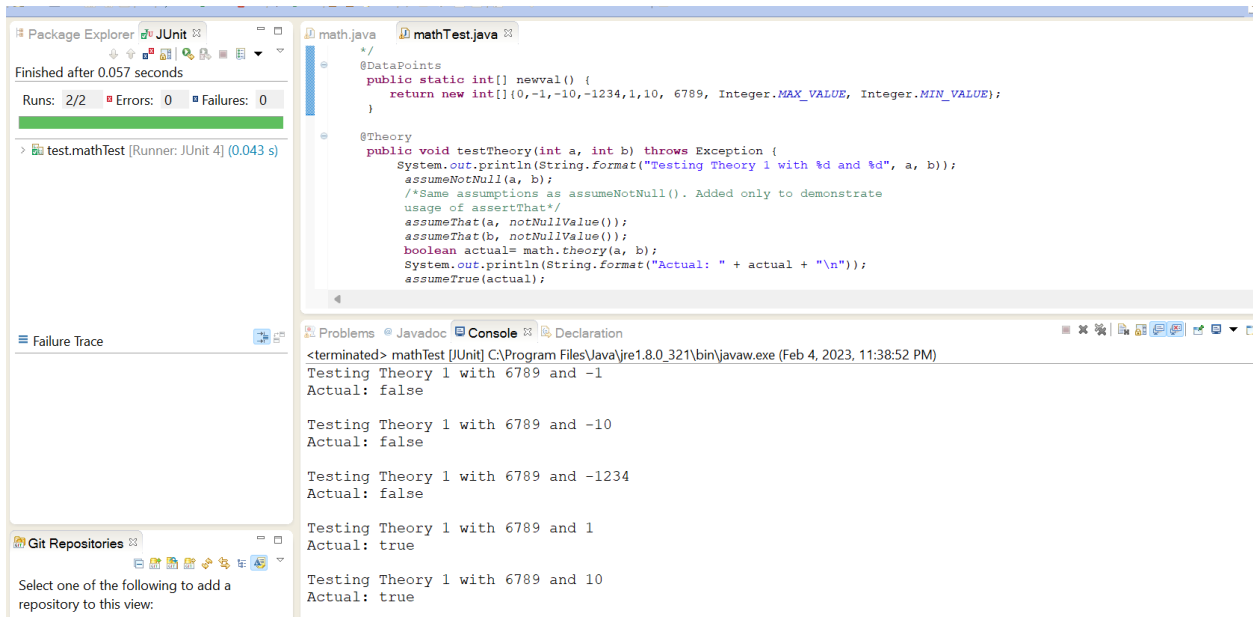 Package Explorer JUnit
Finished after 0.057 seconds
Runs: 2/2 Errors: 0 Failures: 0
test.mathTest [Runner: JUnit 4] (0.043 s)
Failure Trace
Git Repositories
Select one of the following to add a
repository to this view:
math.java mathTest.java
*/
@DataPoints
public static int[] newval() {
return new int[]{0,-1,-10,-1234,1,10, 6789, Integer.MAX_VALUE, Integer.MIN_VALUE};
}
@Theory
public void testTheory(int a, int b) throws Exception {
System.out.println(String.format("Testing Theory 1 with %d and %d", a, b));
assumeNotNull(a, b);
/*Same assumptions as assumeNotNull(). Added only to demonstrate
usage of assertThat*/
assumeThat(a, notNullValue());
assumeThat(b, notNullValue());
boolean actual= math.theory(a, b);
System.out.println(String.format("Actual: " + actual + "\n"));
assumeTrue(actual);
Problems Javadoc Console Declaration
<terminated> mathTest [JUnit] C:\Program Files\Java\jre1.8.0_321\bin\javaw.exe (Feb 4, 2023, 11:38:52 PM)
Testing Theory 1 with 6789 and -1
Actual: false
Testing Theory 1 with 6789 and -10
Actual: false
Testing Theory 1 with 6789 and -1234
Actual: false
Testing Theory 1 with 6789 and 1
Actual: true
Testing Theory 1 with 6789 and 10
Actual: true